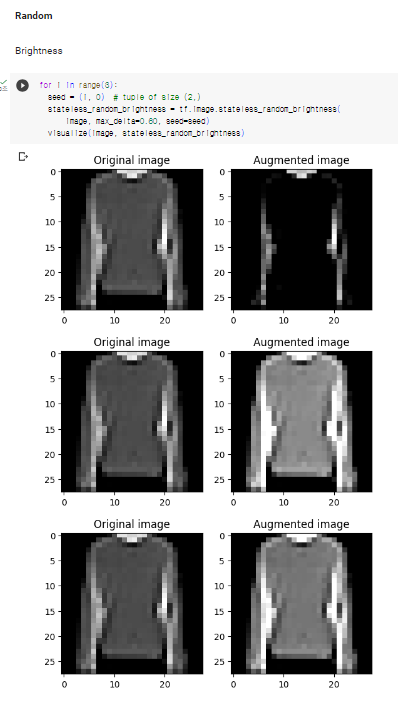 Random
Brightness
for i in range(3):
seed = (i, 0)  # tuple of size (2,)
stateless_random_brightness = tf.image.stateless_random_brightness(
image, max_delta=0.60, seed=seed)
visualize(image, stateless_random_brightness)
Original image Augmented image
0 0
5 5
10 10
15 15
20 20
25 25
0 10 20 0 10 20
Original image Augmented image
0 0
5 5
10 10
15 15
20 20
25 25
0 10 20 0 10 20
Original image Augmented image
0 0
5 5
10 10
15 15
20 20
25 25
0 10 20 0 10 20